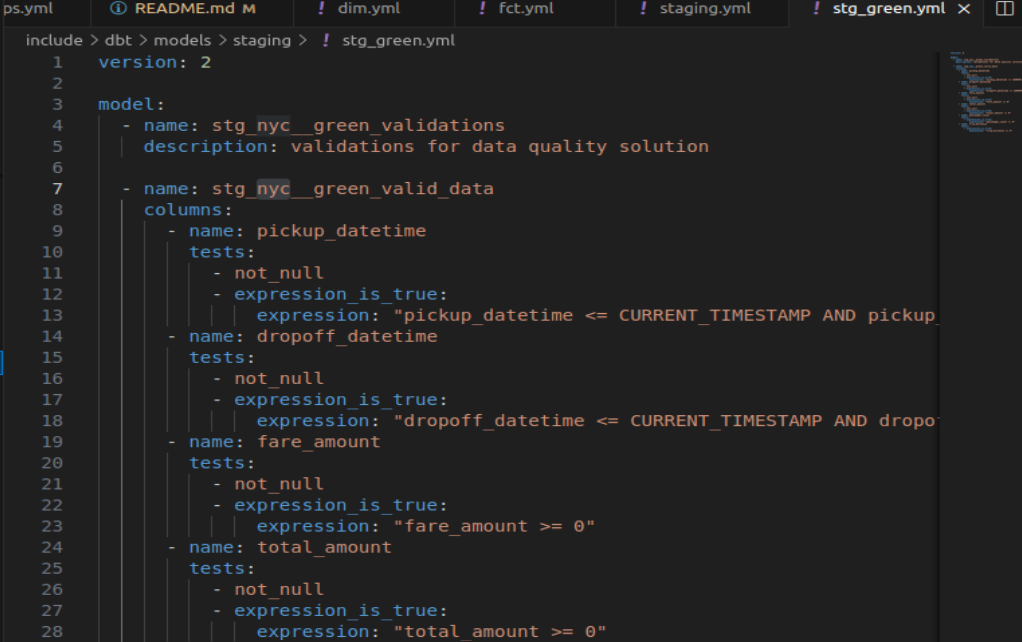 ps.yml README.md M ! dim.yml ! fct.yml ! staging.yml ! stg_green.yml ×
include > dbt > models > staging > ! stg_green.yml
1 version: 2
2
3 model:
4 - name: stg_nyc__green_validations
5 description: validations for data quality solution
6
7 - name: stg_nyc__green_valid_data
8 columns:
9 - name: pickup_datetime
10 tests:
11 - not_null
12 - expression_is_true:
13 expression: "pickup_datetime <= CURRENT_TIMESTAMP AND pickup_
14 - name: dropoff_datetime
15 tests:
16 - not_null
17 - expression_is_true:
18 expression: "dropoff_datetime <= CURRENT_TIMESTAMP AND dropo
19 - name: fare_amount
20 tests:
21 - not_null
22 - expression_is_true:
23 expression: "fare_amount >= 0"
24 - name: total_amount
25 tests:
26 - not_null
27 - expression_is_true:
28 expression: "total_amount >= 0"